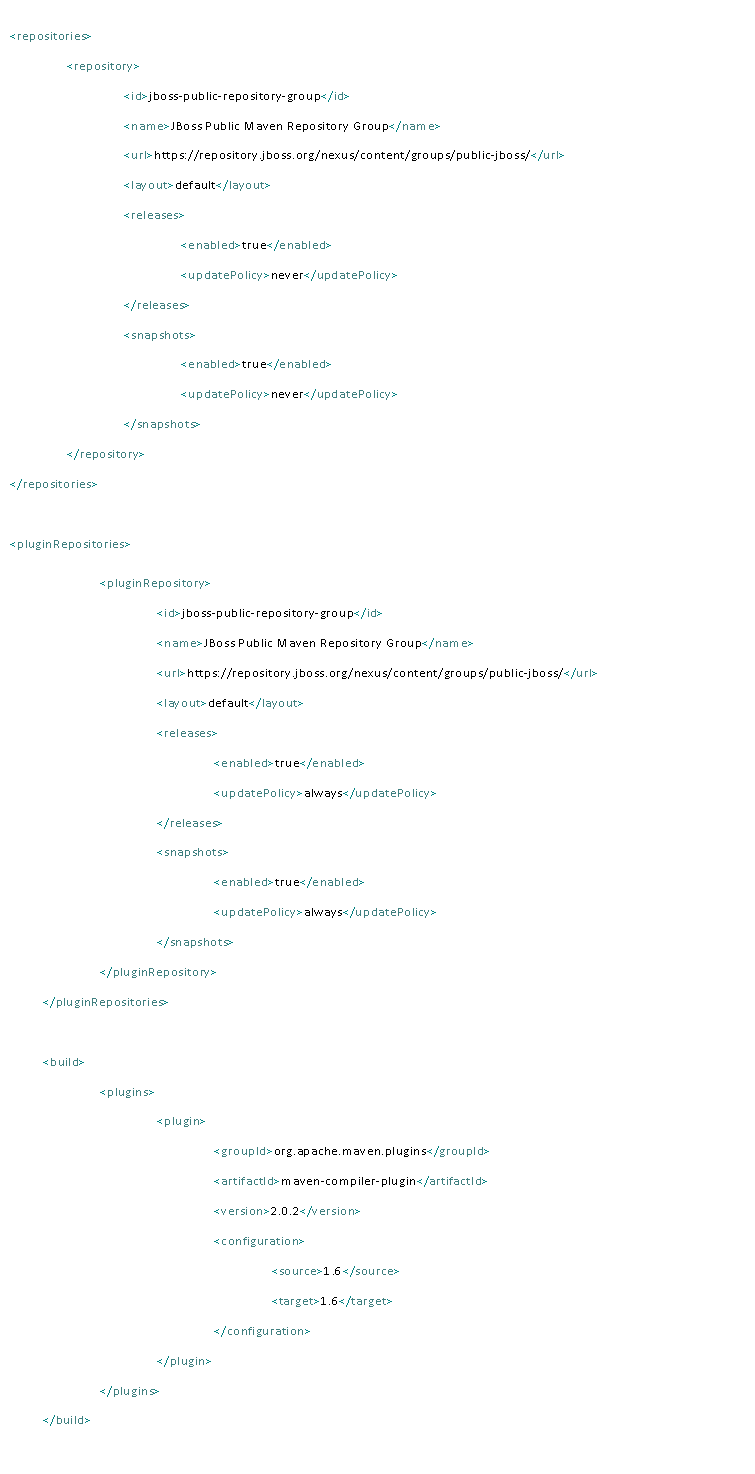 <repositories>
<repository>
<id>jboss-public-repository-group</id>
<name>JBoss Public Maven Repository Group</name>
<url>https://repository.jboss.org/nexus/content/groups/public-jboss/</url>
<layout>default</layout>
<releases>
<enabled>true</enabled>
<updatePolicy>never</updatePolicy>
</releases>
<snapshots>
<enabled>true</enabled>
<updatePolicy>never</updatePolicy>
</snapshots>
</repository>
</repositories>
<pluginRepositories>
<pluginRepository>
<id>jboss-public-repository-group</id>
<name>JBoss Public Maven Repository Group</name>
<url>https://repository.jboss.org/nexus/content/groups/public-jboss/</url>
<layout>default</layout>
<releases>
<enabled>true</enabled>
<updatePolicy>always</updatePolicy>
</releases>
<snapshots>
<enabled>true</enabled>
<updatePolicy>always</updatePolicy>
</snapshots>
</pluginRepository>
</pluginRepositories>
<build>
<plugins>
<plugin>
<groupId>org.apache.maven.plugins</groupId>
<artifactId>maven-compiler-plugin</artifactId>
<version>2.0.2</version>
<configuration>
<source>1.6</source>
<target>1.6</target>
</configuration>
</plugin>
</plugins>
</build>